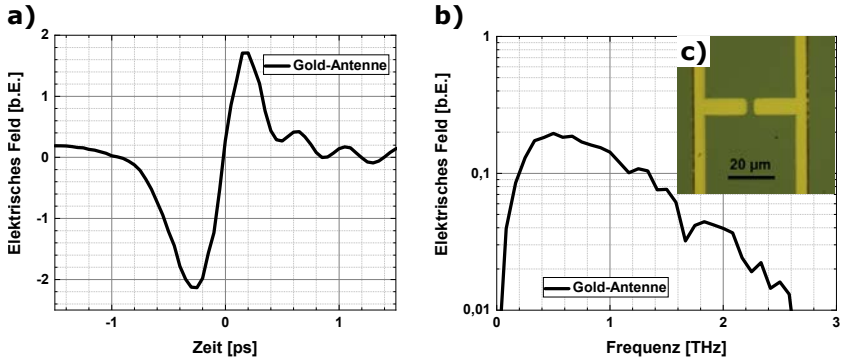 a)
Elektrisches Feld [b.E.]
2
1
0
-1
-2
Gold-Antenne
-1
0
1
Zeit [ps]
b)
Elektrisches Feld [b.E.]
1
0,1
0,01
c)
20 µm
Gold-Antenne
0
1
2
3
Frequenz [THz]